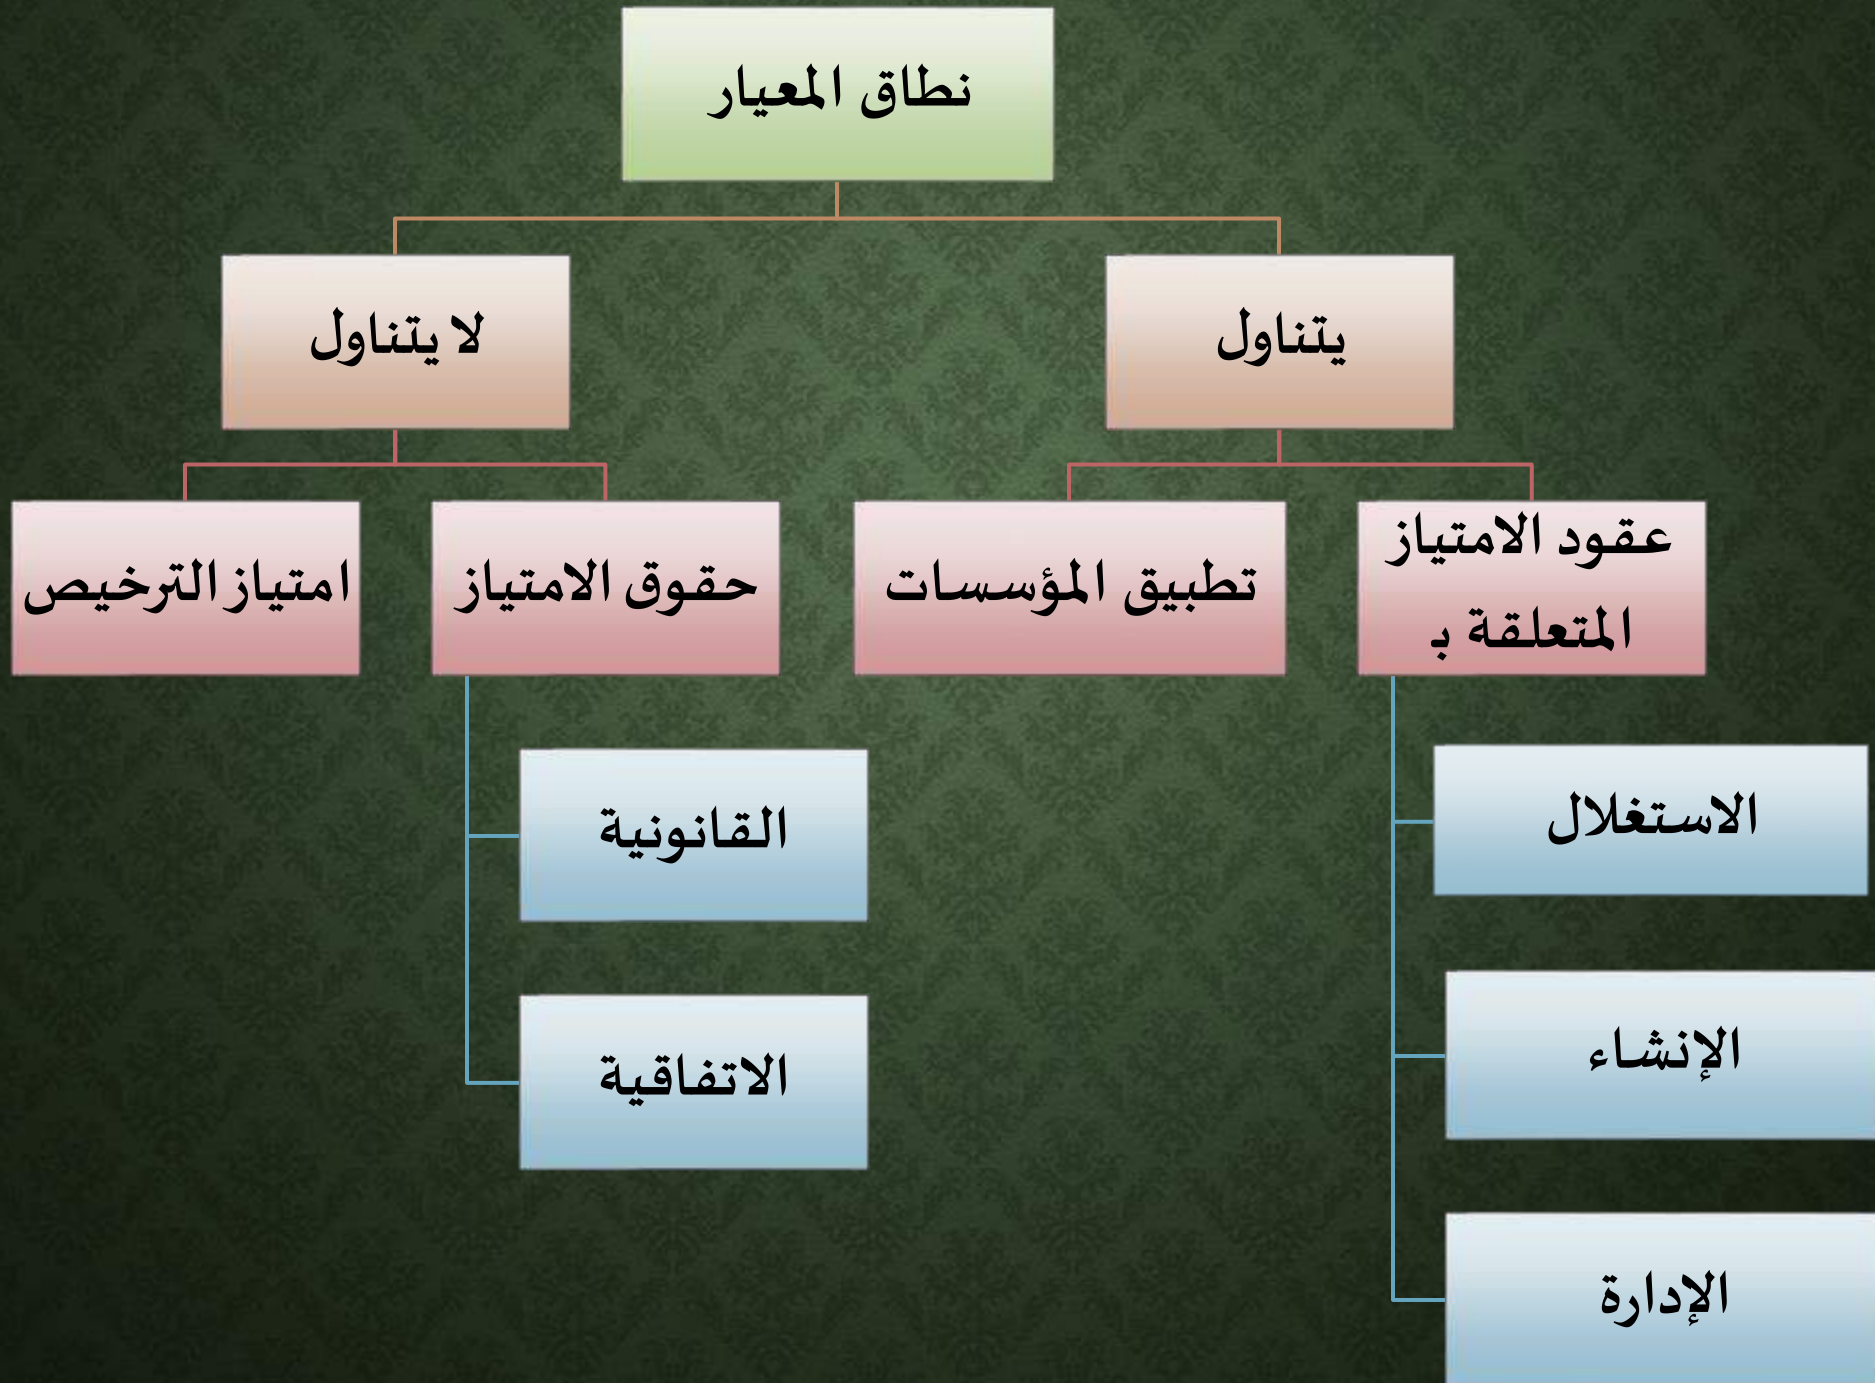 نطاق المعيار
يتناول
لا يتناول
عقود الامتياز
المتعلقة بـ
تطبيق المؤسسات
حقوق الامتياز
امتياز الترخيص
الاستغلال
الإنشاء
الإدارة
القانونية
الاتفاقية